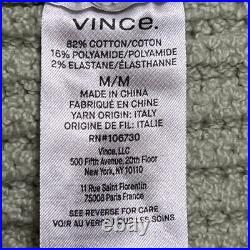 VINCE.
82% COTTON/COTON
16% POLYAMIDE/POLYAMIDE
2% ELASTANE/ÉLASTHANNE
M/M
MADE IN CHINA
FABRIQUÉ EN CHINE
YARN ORIGIN: ITALY
ORIGINE DE FIL: ITALIE
RN#106730
Vince, LLC
500 Fifth Avenue, 20th Floor
New York, NY 10110
11 Rue Saint Florentin
75008 Paris France
SEE REVERSE FOR CARE